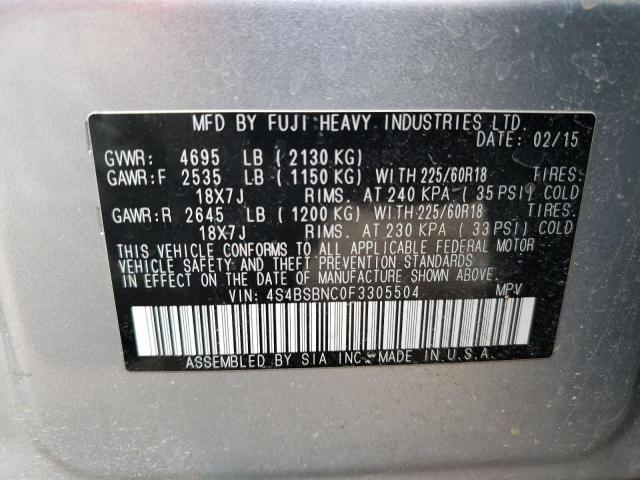 MFD BY FUJI HEAVY INDUSTRIES LTD.
DATE: 02/15
GVWR: 4695 LB ( 2130 KG)
GAWR:F 2535 LB ( 1150 KG) WITH 225/60R18 TIRES:
18X7J RIMS. AT 240 KPA ( 35 PSI) COLD
GAWR:R 2645 LB ( 1200 KG) WITH 225/60R18 TIRES:
18X7J RIMS. AT 230 KPA ( 33 PSI) COLD
THIS VEHICLE CONFORMS TO ALL APPLICABLE FEDERAL MOTOR
VEHICLE SAFETY AND THEFT PREVENTION STANDARDS
IN EFFECT ON THE DATE OF MANUFACTURE SHOWN ABOVE.
VIN: 4S4BSBNC0F3305504 MPV
ASSEMBLED BY SIA INC. MADE IN U.S.A.